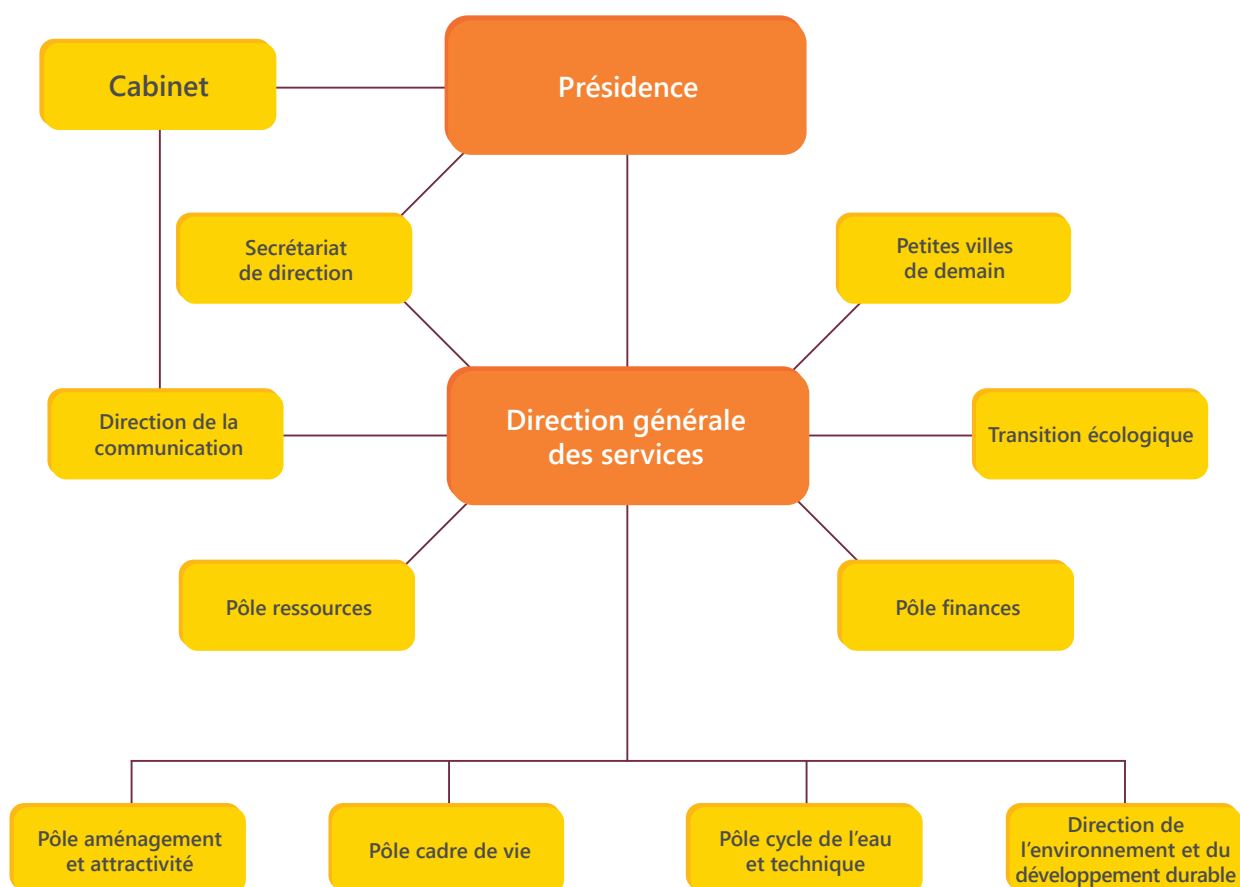 Cabinet
Présidence
Secrétariat
de direction
Petites villes
de demain
Direction de la
communication
Direction générale
des services
Transition écologique
Pôle ressources
Pôle finances
Pôle aménagement
et attractivité
Pôle cadre de vie
Pôle cycle de l'eau
et technique
Direction de
l'environnement et du
développement durable